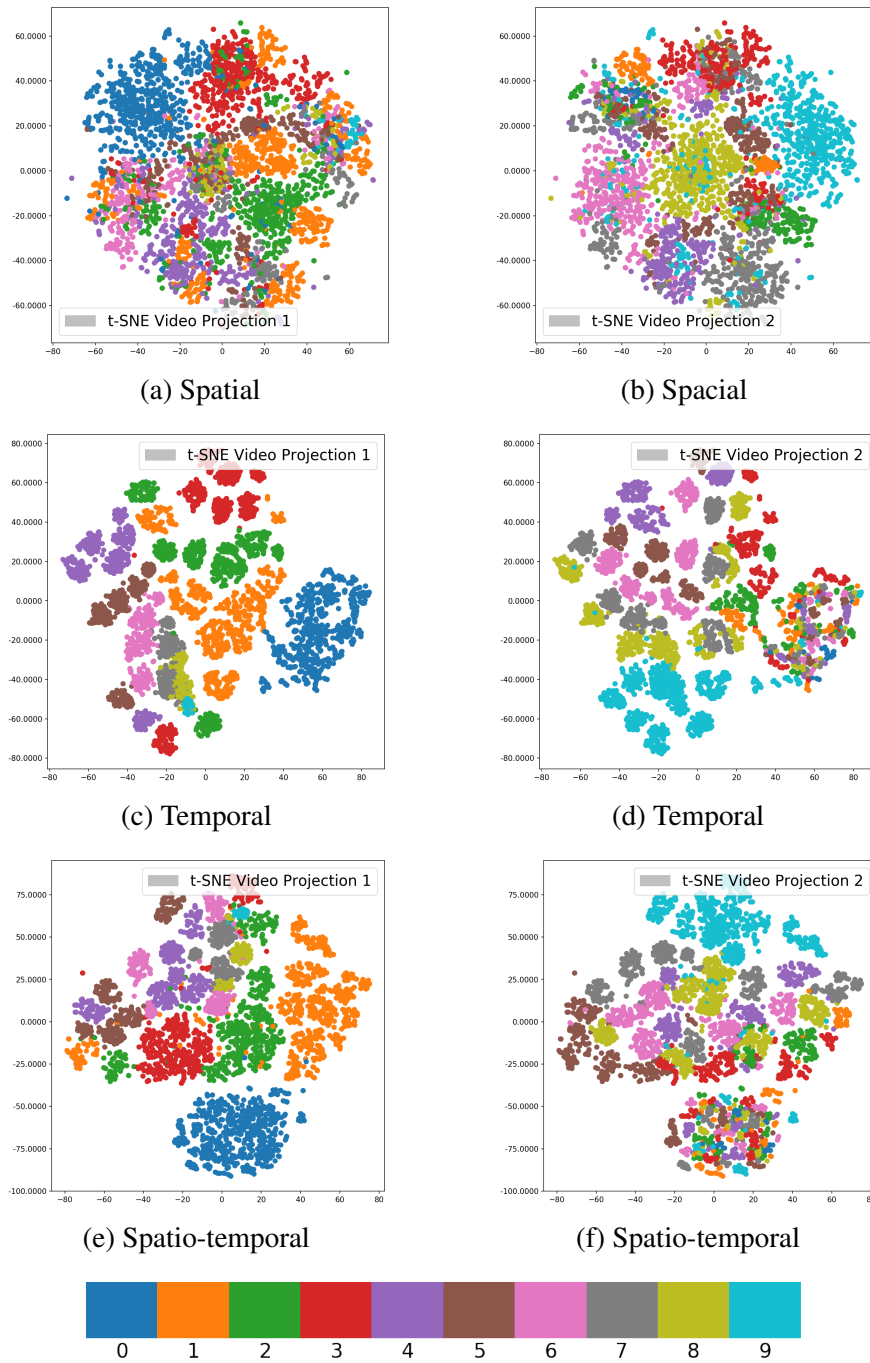 60.0000
40.0000
20.0000
0.0000
−20.0000
−40.0000
−60.0000
t-SNE Video Projection 1
−80 −60 −40 −20 0 20 40 60
(a) Spatial
60.0000
40.0000
20.0000
0.0000
−20.0000
−40.0000
−60.0000
t-SNE Video Projection 2
−80 −60 −40 −20 0 20 40 60
(b) Spacial
80.0000
t-SNE Video Projection 1
60.0000
40.0000
20.0000
0.0000
−20.0000
−40.0000
−60.0000
−80.0000
−80 −60 −40 −20 0 20 40 60 80
(c) Temporal
80.0000
t-SNE Video Projection 2
60.0000
40.0000
20.0000
0.0000
−20.0000
−40.0000
−60.0000
−80.0000
−80 −60 −40 −20 0 20 40 60 80
(d) Temporal
t-SNE Video Projection 1
75.0000
50.0000
25.0000
0.0000
−25.0000
−50.0000
−75.0000
−100.0000
−80 −60 −40 −20 0 20 40 60 80
(e) Spatio-temporal
t-SNE Video Projection 2
75.0000
50.0000
25.0000
0.0000
−25.0000
−50.0000
−75.0000
−100.0000
−80 −60 −40 −20 0 20 40 60 80
(f) Spatio-temporal
0 1 2 3 4 5 6 7 8 9